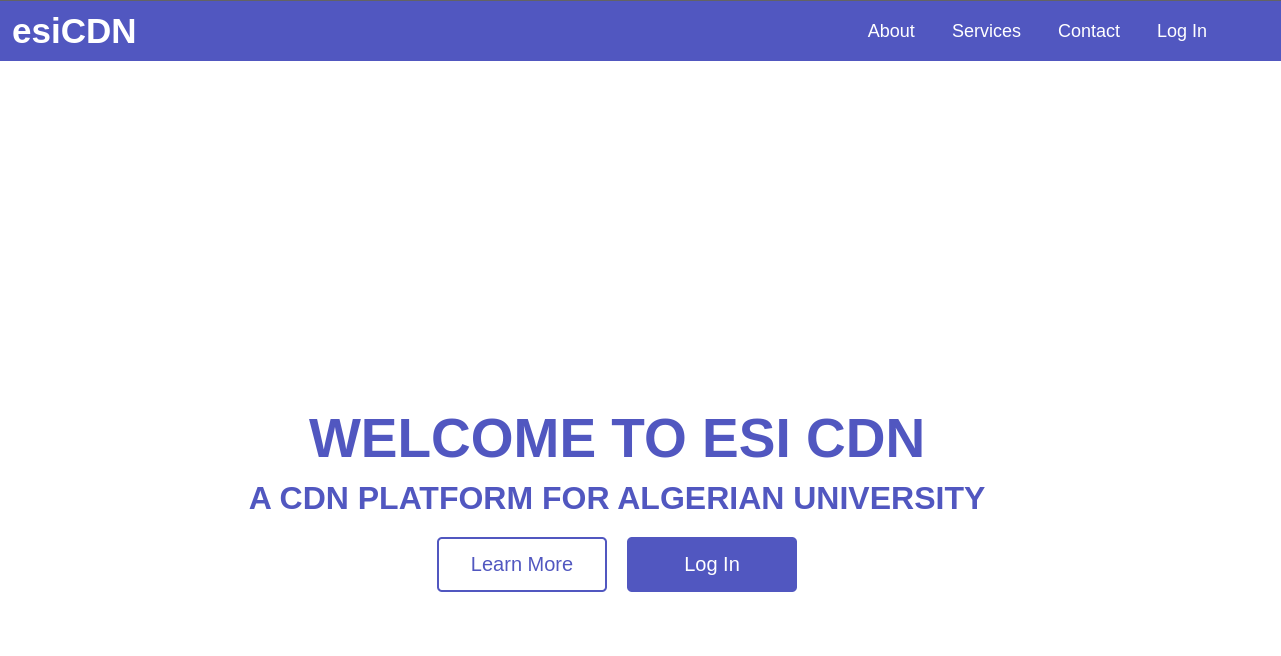 esiCDN
About Services Contact Log In
WELCOME TO ESI CDN
A CDN PLATFORM FOR ALGERIAN UNIVERSITY
Learn More Log In